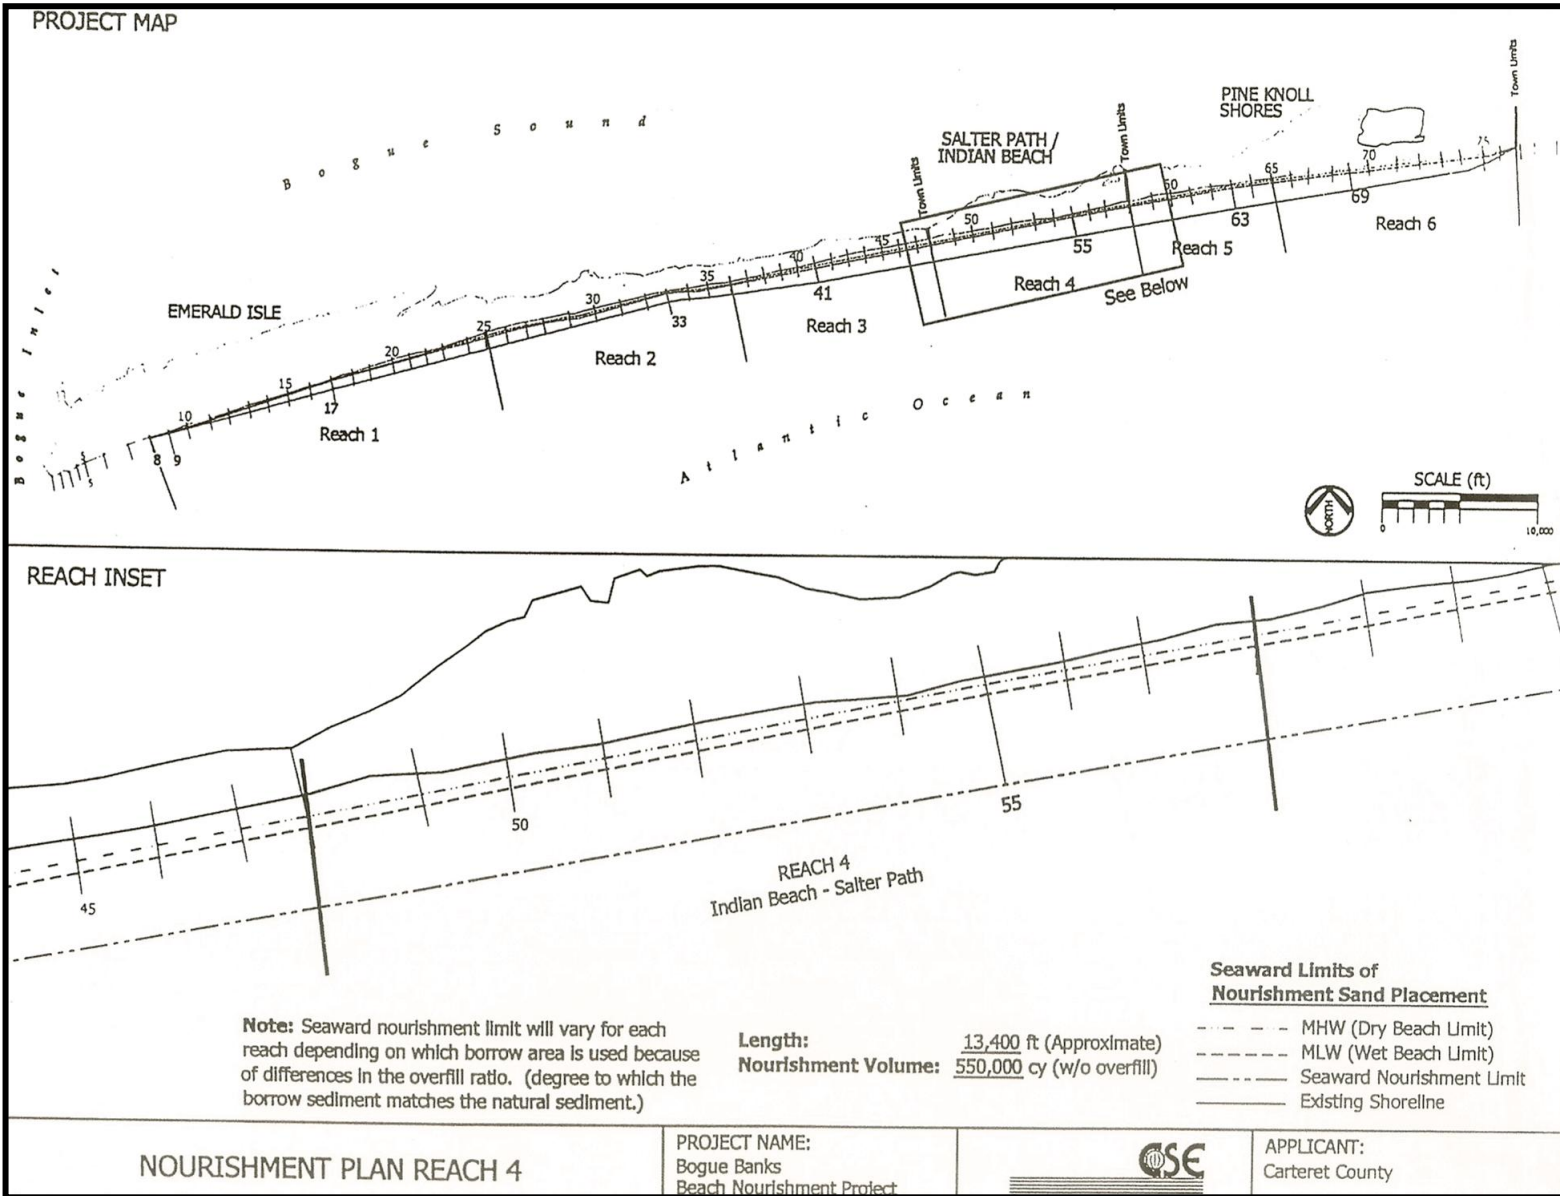 PROJECT MAP
Bogue Sound
Bogue Inlet
Atlantic Ocean
EMERALD ISLE
SALTER PATH /
INDIAN BEACH
PINE KNOLL
SHORES
Town Limits
Town Limits
Town Limits
5
5
8
9
10
15
17
20
25
30
33
35
40
41
45
50
55
60
63
65
69
70
75
Reach 1
Reach 2
Reach 3
Reach 4
Reach 5
Reach 6
See Below
NORTH
SCALE (ft)
0
10,000
REACH INSET
45
50
55
REACH 4
Indian Beach - Salter Path
Note: Seaward nourishment limit will vary for each
reach depending on which borrow area is used because
of differences in the overfill ratio. (degree to which the
borrow sediment matches the natural sediment.)
Length: 13,400 ft (Approximate)
Nourishment Volume: 550,000 cy (w/o overfill)
Seaward Limits of
Nourishment Sand Placement
MHW (Dry Beach Limit)
MLW (Wet Beach Limit)
Seaward Nourishment Limit
Existing Shoreline
NOURISHMENT PLAN REACH 4
PROJECT NAME:
Bogue Banks
Beach Nourishment Project
CSE
APPLICANT:
Carteret County